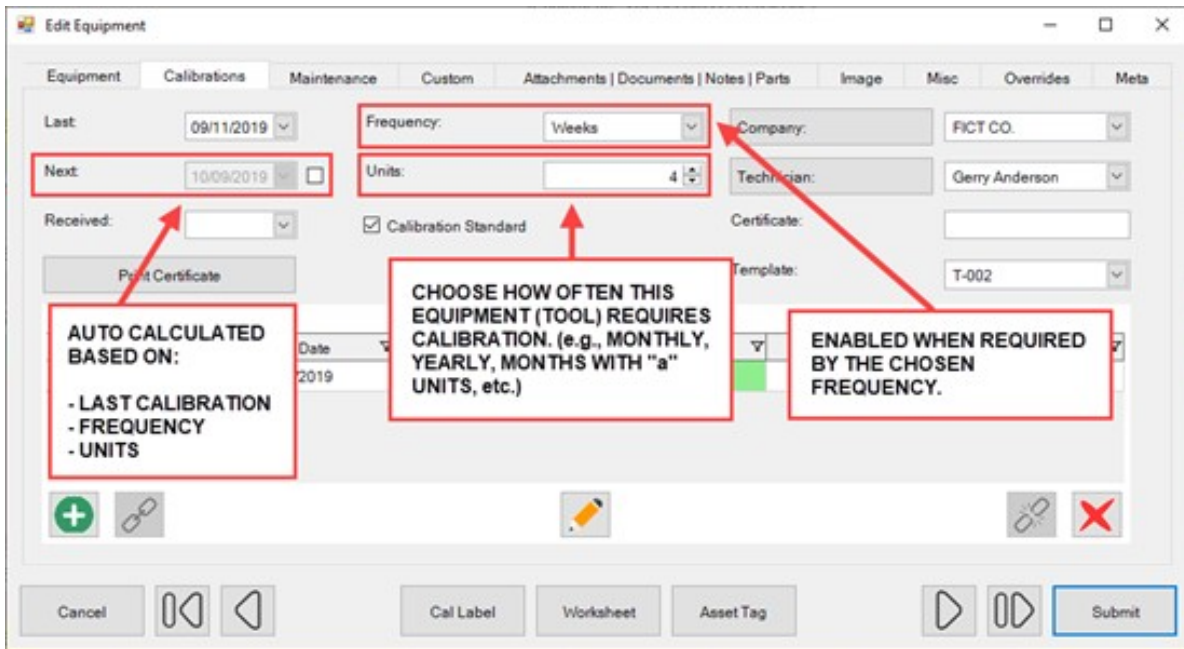 Edit Equipment
Equipment Calibrations Maintenance Custom Attachments | Documents | Notes | Parts Image Misc Overrides Meta
Last: 09/11/2019 Frequency: Weeks Company: FICT CO.
Next: 10/09/2019 Units: 4 Technician: Gerry Anderson
Received: Calibration Standard Certificate:
Print Certificate Template: T-002
AUTO CALCULATED
BASED ON:
- LAST CALIBRATION
- FREQUENCY
- UNITS
Date
/2019
CHOOSE HOW OFTEN THIS
EQUIPMENT (TOOL) REQUIRES
CALIBRATION. (e.g., MONTHLY,
YEARLY, MONTHS WITH "a"
UNITS, etc.)
ENABLED WHEN REQUIRED
BY THE CHOSEN
FREQUENCY.
Cancel Cal Label Worksheet Asset Tag Submit